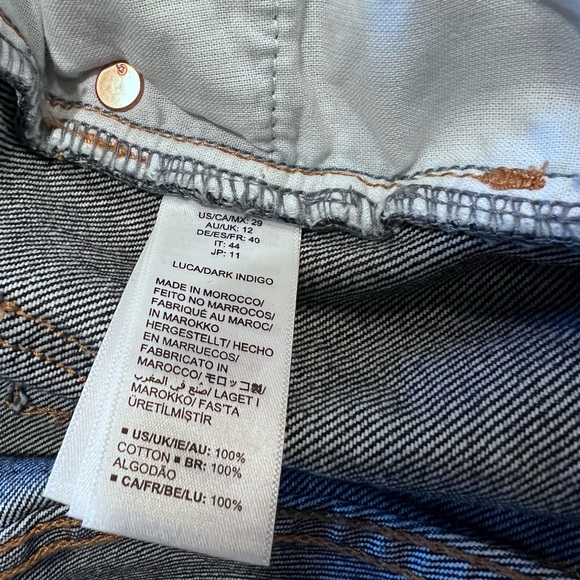 US/CA/MX: 29
AU/UK: 12
DE/ES/FR: 40
IT: 44
JP: 11
LUCA/DARK INDIGO
MADE IN MOROCCO/
FEITO NO MARROCOS/
FABRIQUÉ AU MAROC/
IN MAROKKO
HERGESTELLT/ HECHO
EN MARRUECOS/
FABBRICATO IN
MAROCCO/ モロッコ製/
صنع في المغرب/ LAGET I
MAROKKO/ FAS'TA
ÜRETİLMİŞTİR
■ US/UK/IE/AU: 100%
COTTON ■ BR: 100%
ALGODÃO
■ CA/FR/BE/LU: 100%